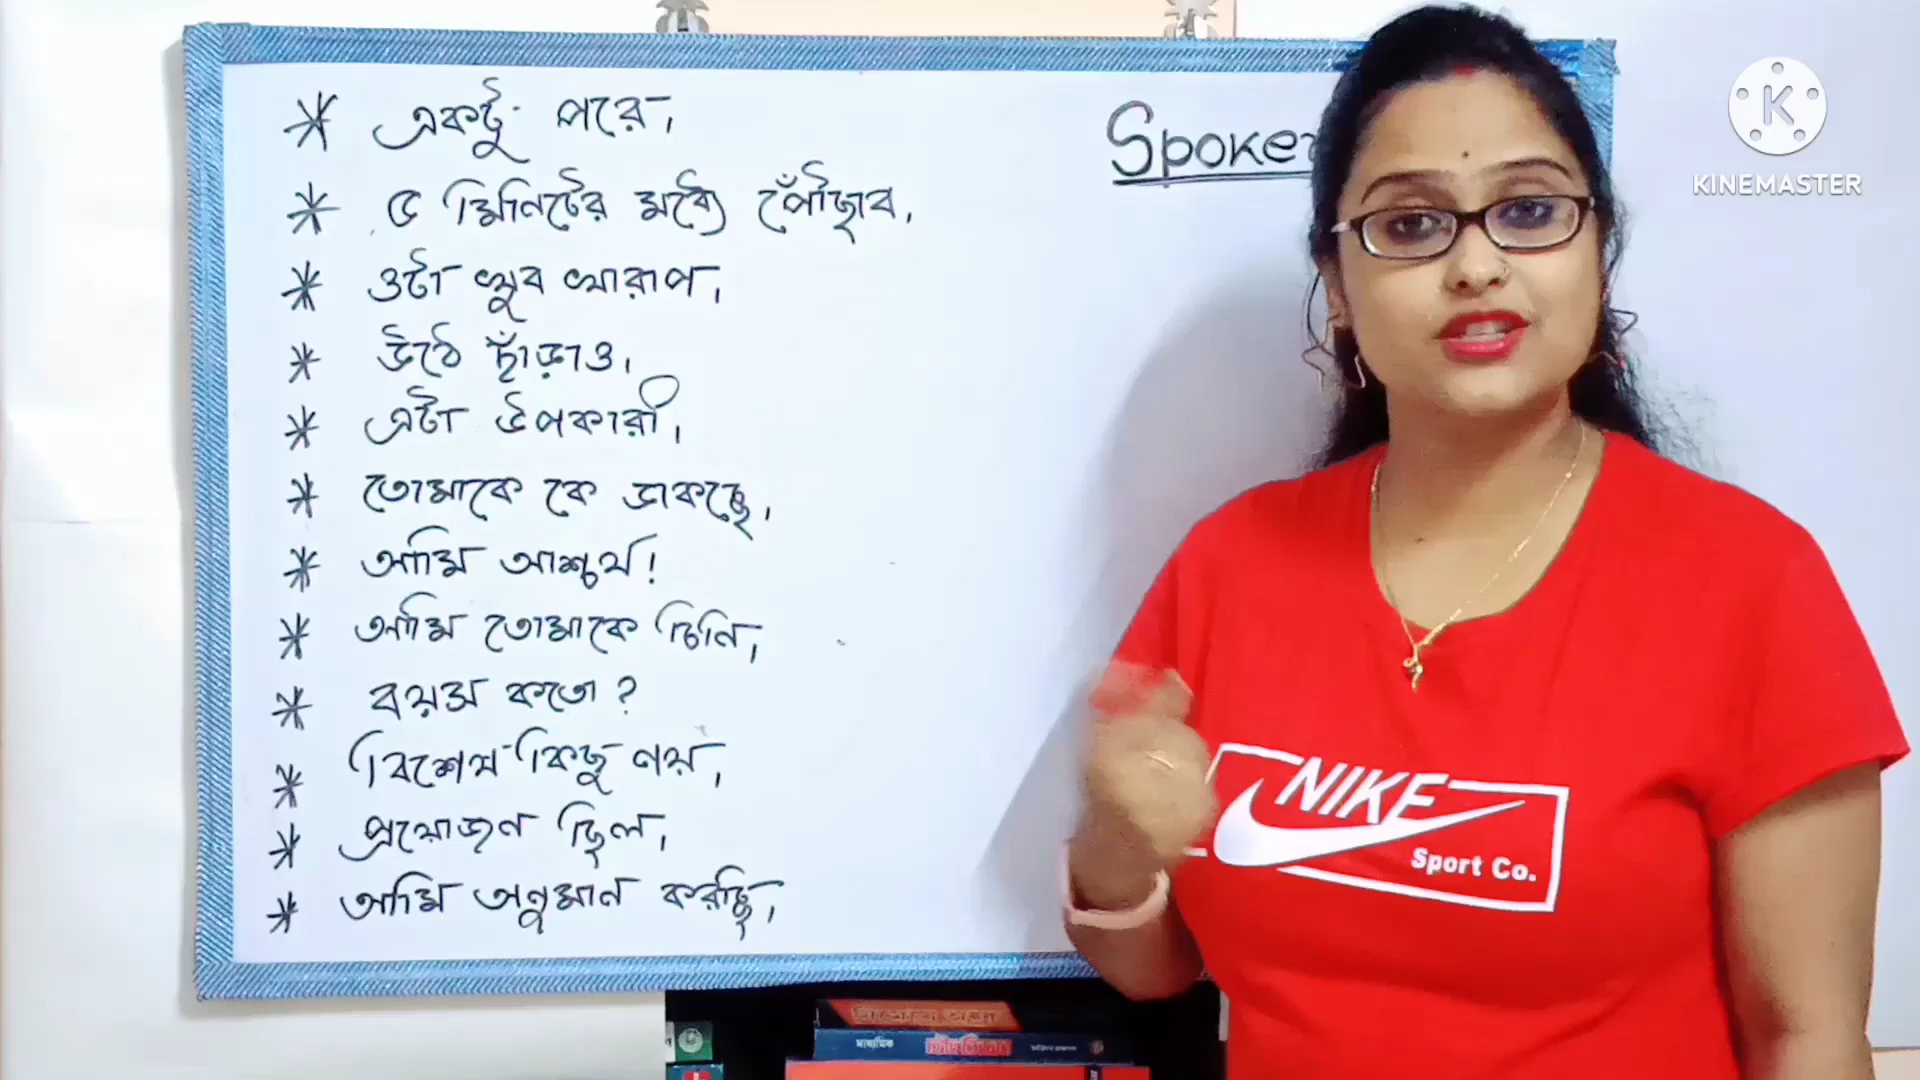 * একটু পরে,
* ৫ মিনিটের মধ্যে পৌঁছাব,
* ওটা খুব খারাপ,
* উঠে দাঁড়াও,
* এটা উপকারী,
* তোমাকে কে ডাকছে,
* আমি আশ্চর্য!
* আমি তোমাকে চিনি,
* বয়স কতো ?
* বিশেষ কিছু নয়,
* প্রয়োজন ছিল,
* আমি অনুমান করছি,
Spoken
K
KINEMASTER
NIKE
Sport Co.
মাধ্যমিক